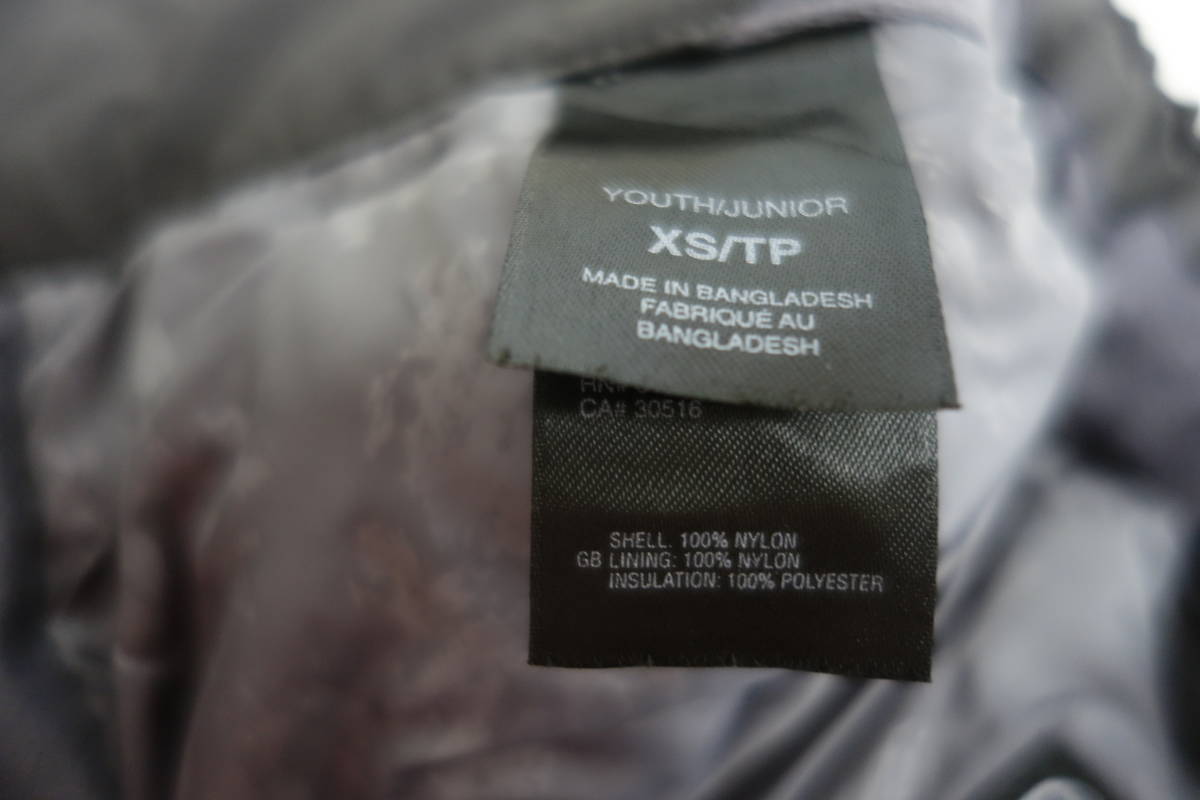 YOUTH/JUNIOR
XS/TP
MADE IN BANGLADESH
FABRIQUÉ AU
BANGLADESH
CA# 30516
SHELL: 100% NYLON
GB LINING: 100% NYLON
INSULATION: 100% POLYESTER